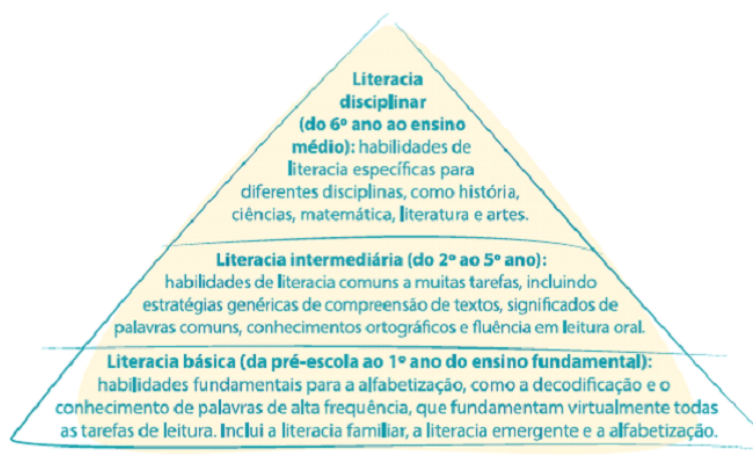 Literacia
disciplinar
(do 6º ano ao ensino
médio): habilidades de
literacia específicas para
diferentes disciplinas, como história,
ciências, matemática, literatura e artes.
Literacia intermediária (do 2º ao 5º ano):
habilidades de literacia comuns a muitas tarefas, incluindo
estratégias genéricas de compreensão de textos, significados de
palavras comuns, conhecimentos ortográficos e fluência em leitura oral.
Literacia básica (da pré-escola ao 1º ano do ensino fundamental):
habilidades fundamentais para a alfabetização, como a decodificação e o
conhecimento de palavras de alta frequência, que fundamentam virtualmente todas
as tarefas de leitura. Inclui a literacia familiar, a literacia emergente e a alfabetização.